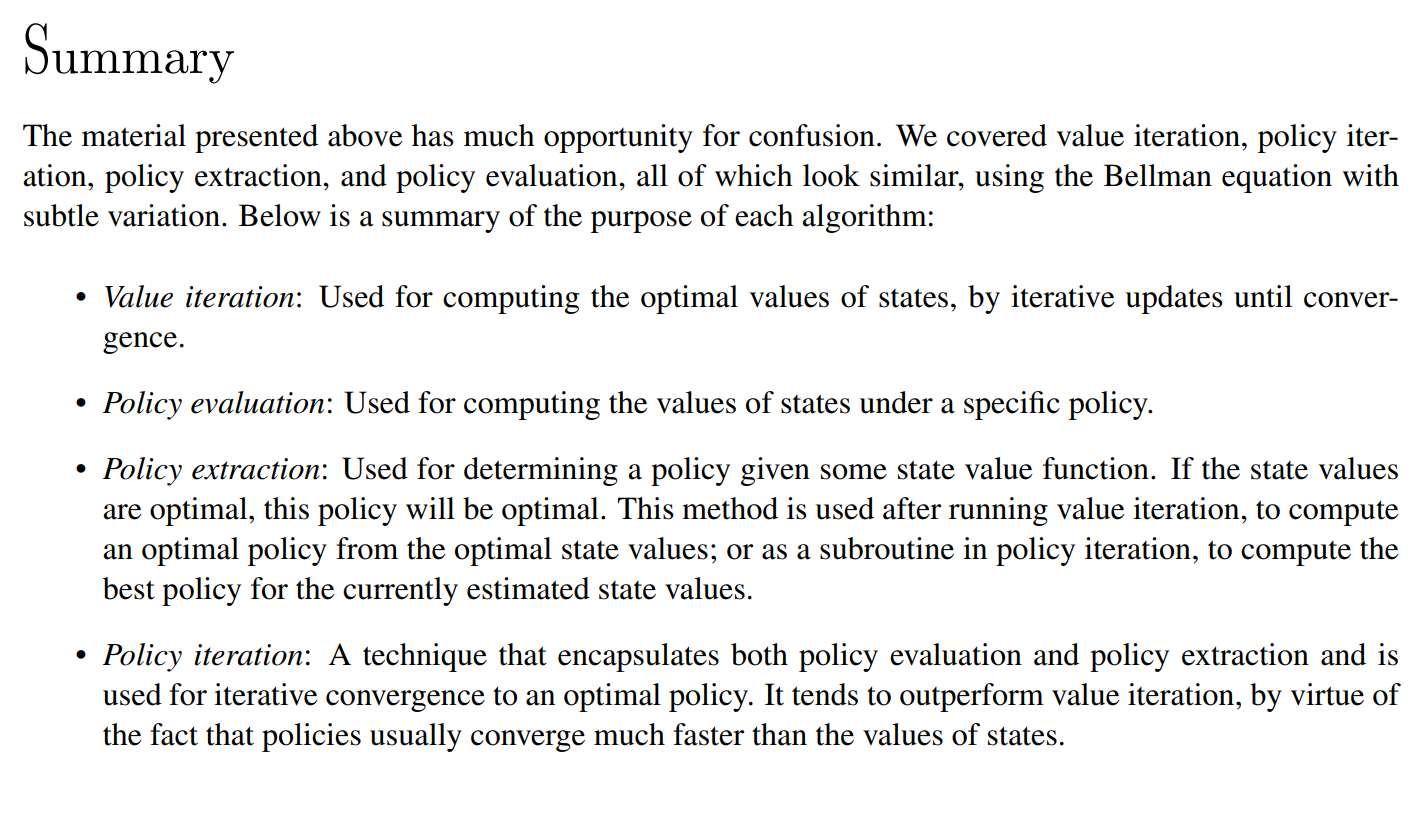 Summary
The material presented above has much opportunity for confusion. We covered value iteration, policy iter-
ation, policy extraction, and policy evaluation, all of which look similar, using the Bellman equation with
subtle variation. Below is a summary of the purpose of each algorithm:
• Value iteration: Used for computing the optimal values of states, by iterative updates until conver-
gence.
• Policy evaluation: Used for computing the values of states under a specific policy.
• Policy extraction: Used for determining a policy given some state value function. If the state values
are optimal, this policy will be optimal. This method is used after running value iteration, to compute
an optimal policy from the optimal state values; or as a subroutine in policy iteration, to compute the
best policy for the currently estimated state values.
• Policy iteration: A technique that encapsulates both policy evaluation and policy extraction and is
used for iterative convergence to an optimal policy. It tends to outperform value iteration, by virtue of
the fact that policies usually converge much faster than the values of states.